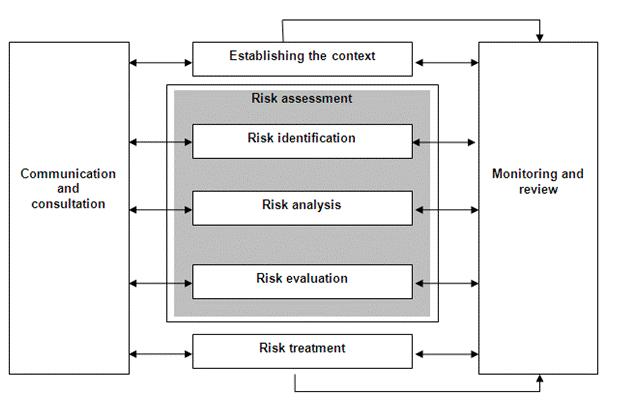 Establishing the context
Risk assessment
Risk identification
Communication
and
consultation
Monitoring and
review
Risk analysis
Risk evaluation
Risk treatment